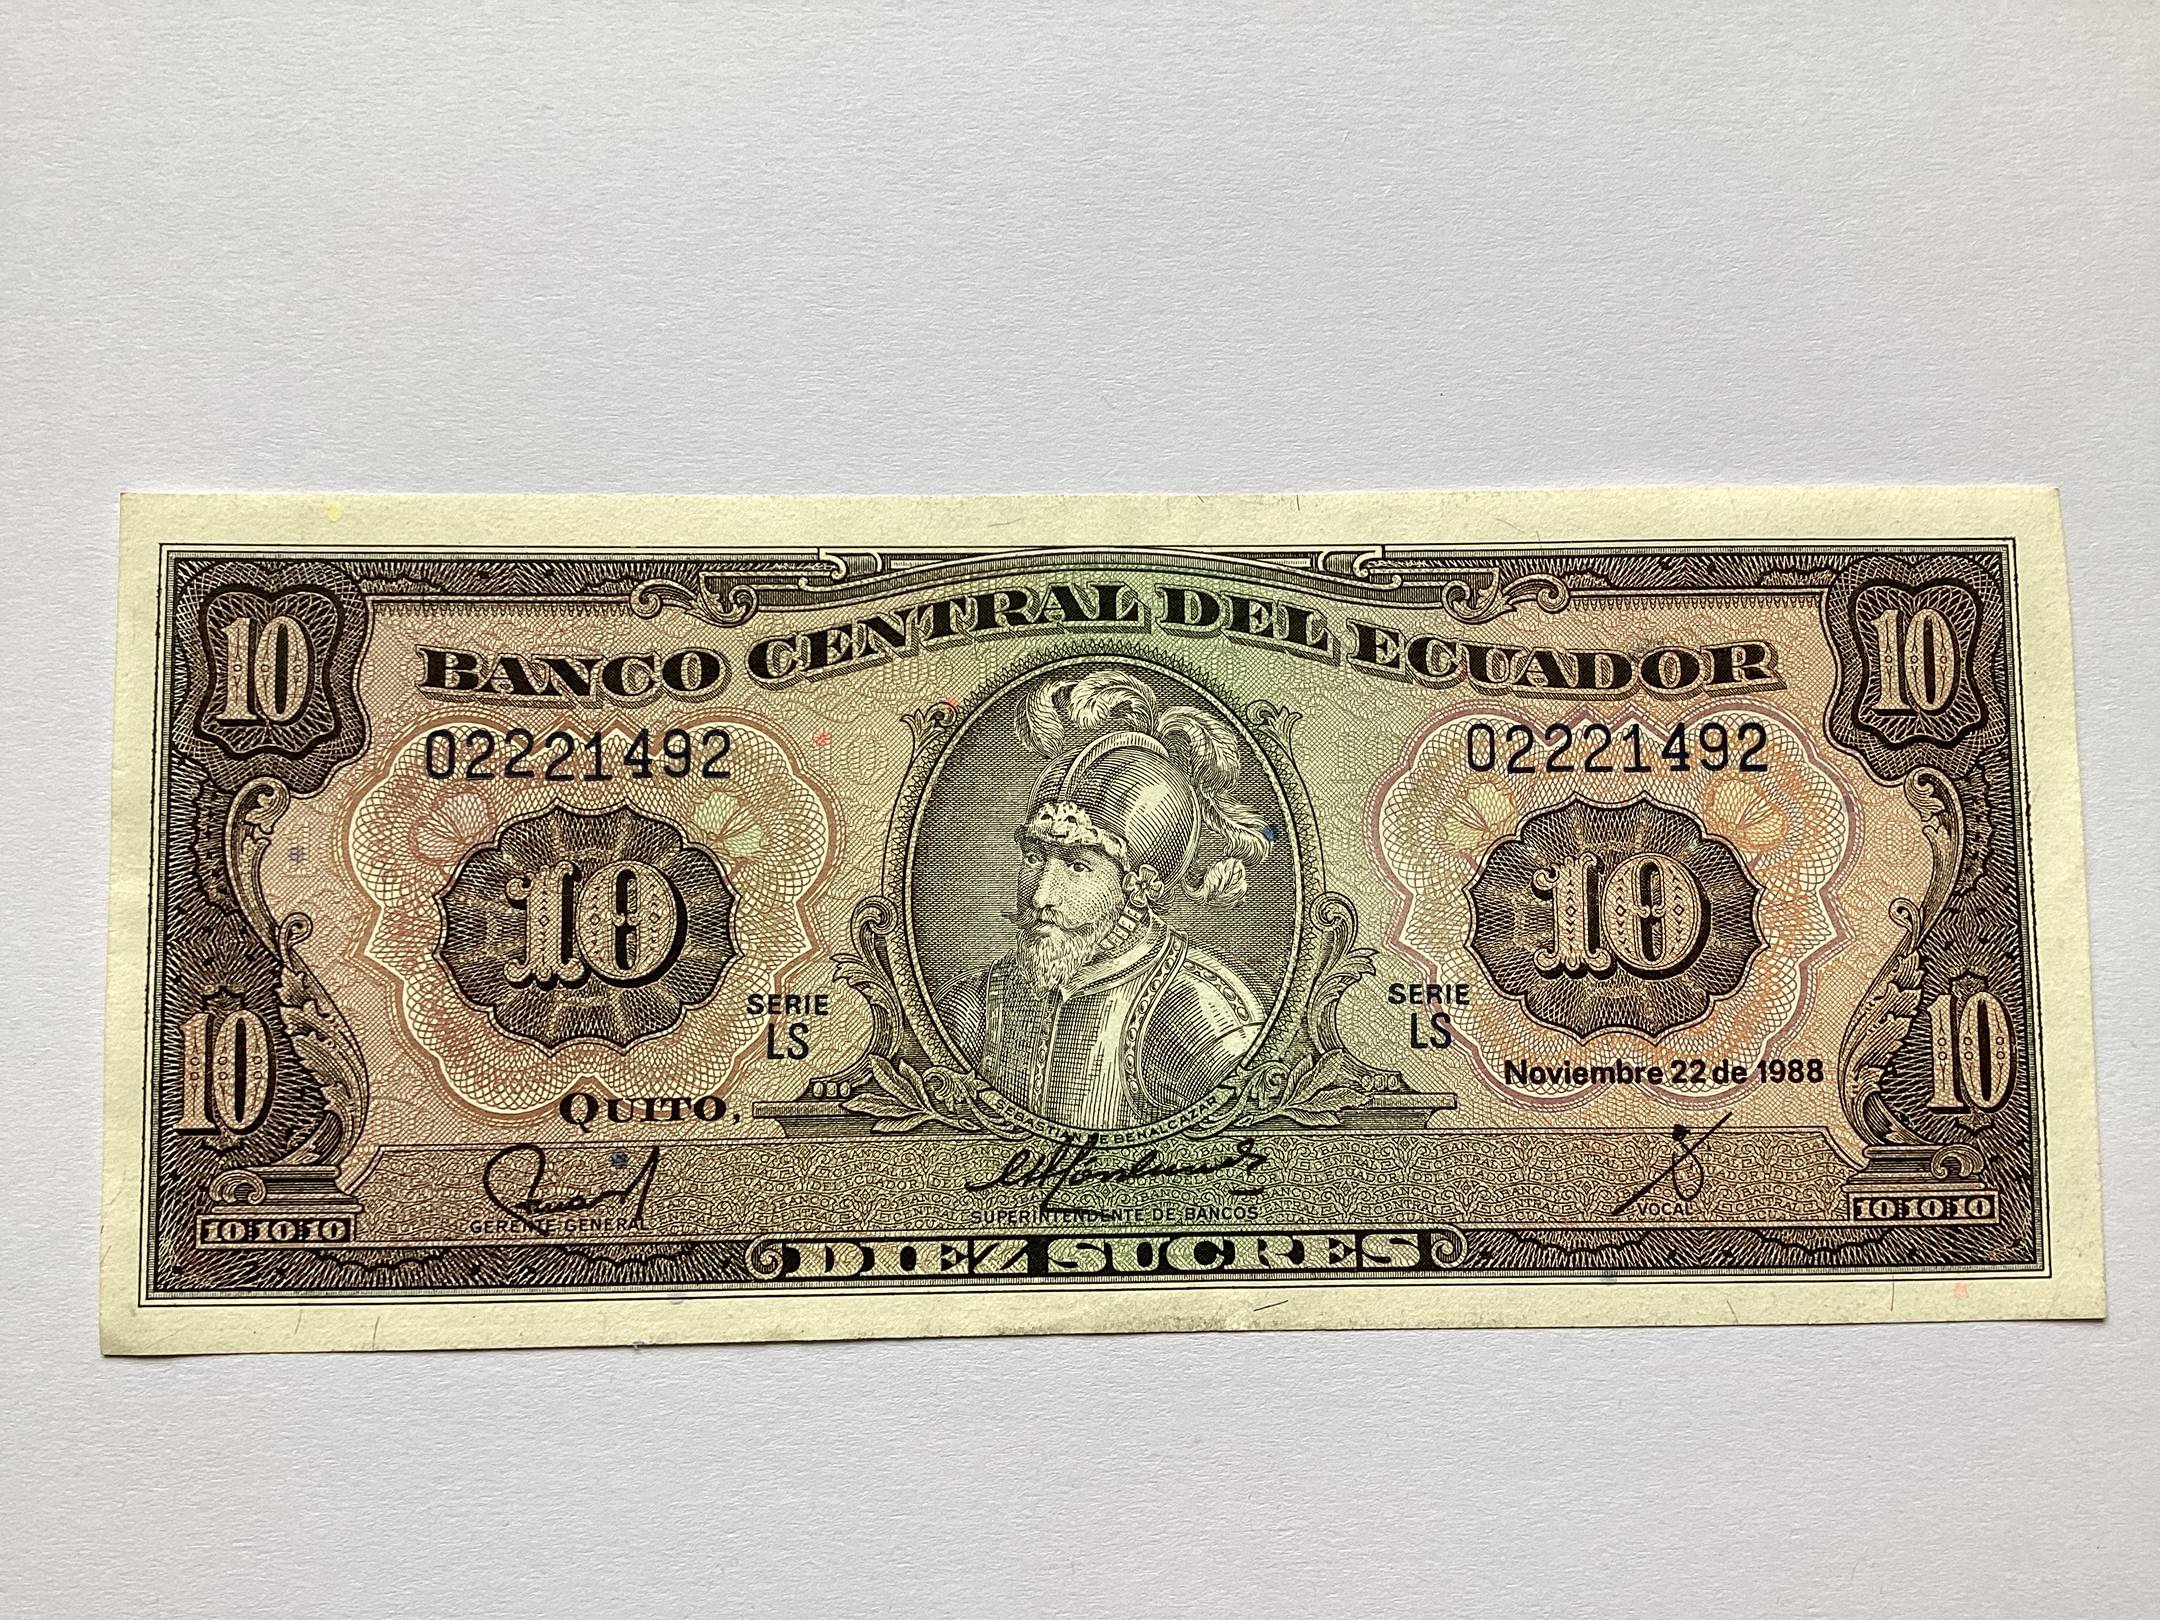 BANCO CENTRAL DEL ECUADOR
10 10
02221492 02221492
10 10
SERIE SERIE
LS LS
10 10
Noviembre 22 de 1988
QUITO,
SEBASTIAN DE BENALCAZAR
GERENTE GENERAL SUPERINTENDENTE DE BANCOS VOCAL
10 10 10 10 10 10
DIEZ SUCRES